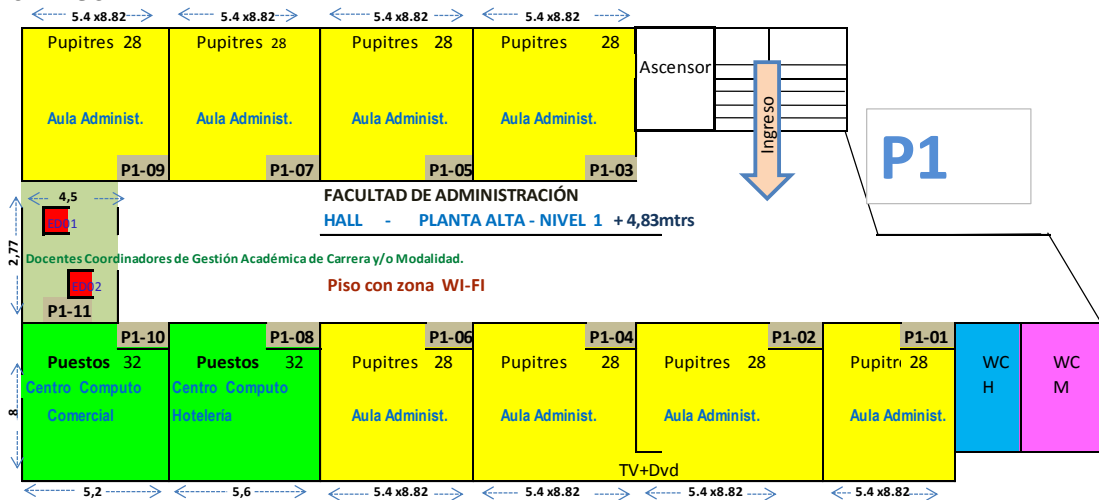 5.4 x8.82 5.4 x8.82 5.4 x8.82 5.4 x8.82
Pupitres 28 Pupitres 28 Pupitres 28 Pupitres 28
Ascensor
Ingreso
P1
Aula Administ. Aula Administ. Aula Administ. Aula Administ.
P1-09 P1-07 P1-05 P1-03
4,5
FACULTAD DE ADMINISTRACIÓN
HALL - PLANTA ALTA - NIVEL 1 + 4,83mtrs
ED01
2,77
Docentes Coordinadores de Gestión Académica de Carrera y/o Modalidad.
ED02
Piso con zona WI-FI
P1-11
P1-10 P1-08 P1-06 P1-04 P1-02 P1-01
Puestos 32 Puestos 32 Pupitres 28 Pupitres 28 Pupitres 28 Pupitr 28
WC H
WC M
Centro Computo Comercial
Centro Computo Hotelería
8
Aula Administ. Aula Administ. Aula Administ. Aula Administ.
TV+Dvd
5,2 5,6 5.4 x8.82 5.4 x8.82 5.4 x8.82 5.4 x8.82